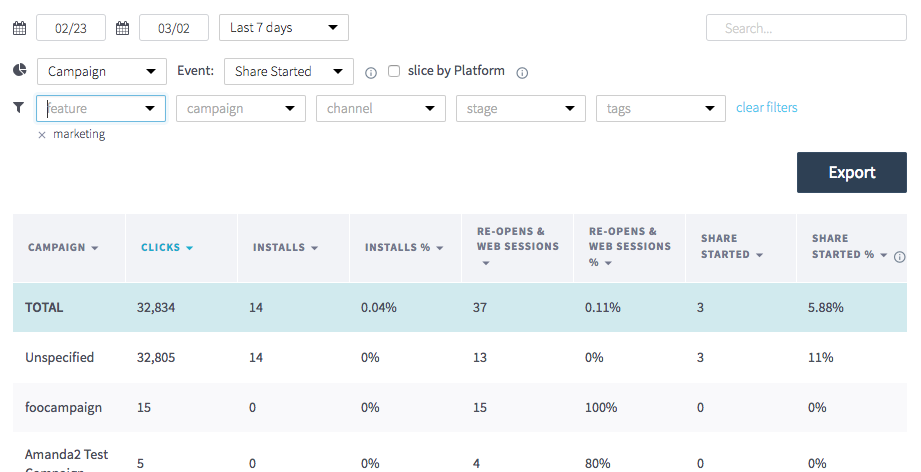 02/23 03/02 Last 7 days Search...
Campaign Event: Share Started slice by Platform
feature campaign channel stage tags clear filters
× marketing
Export
CAMPAIGN CLICKS INSTALLS INSTALLS % RE-OPENS & WEB SESSIONS RE-OPENS & WEB SESSIONS % SHARE STARTED SHARE STARTED %
TOTAL 32,834 14 0.04% 37 0.11% 3 5.88%
Unspecified 32,805 14 0% 13 0% 3 11%
foocampaign 15 0 0% 15 100% 0 0%
Amanda2 Test Campaign 5 0 0% 4 80% 0 0%